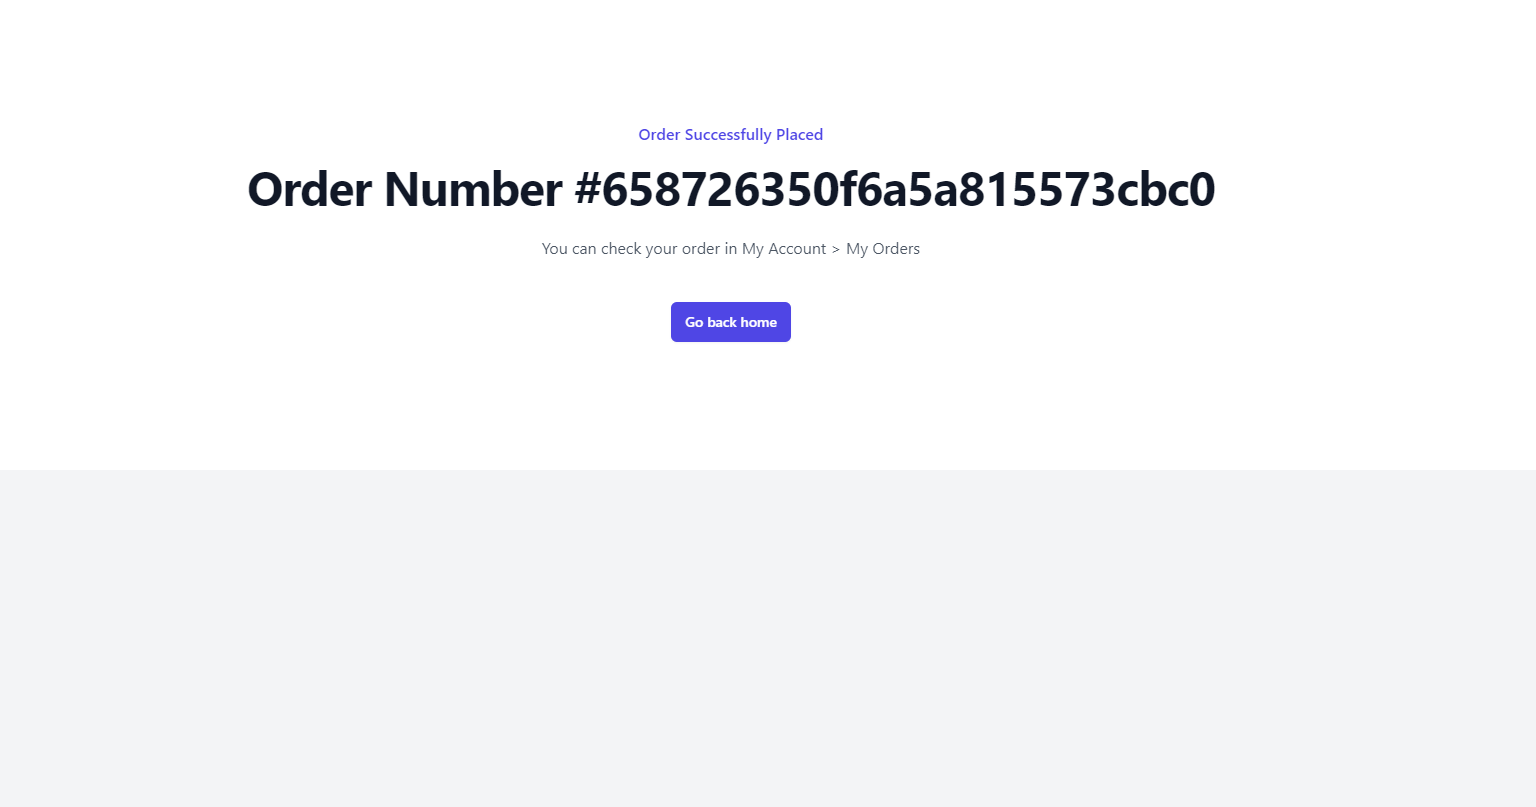 Order Successfully Placed
Order Number #658726350f6a5a815573cbc0
You can check your order in My Account > My Orders
Go back home